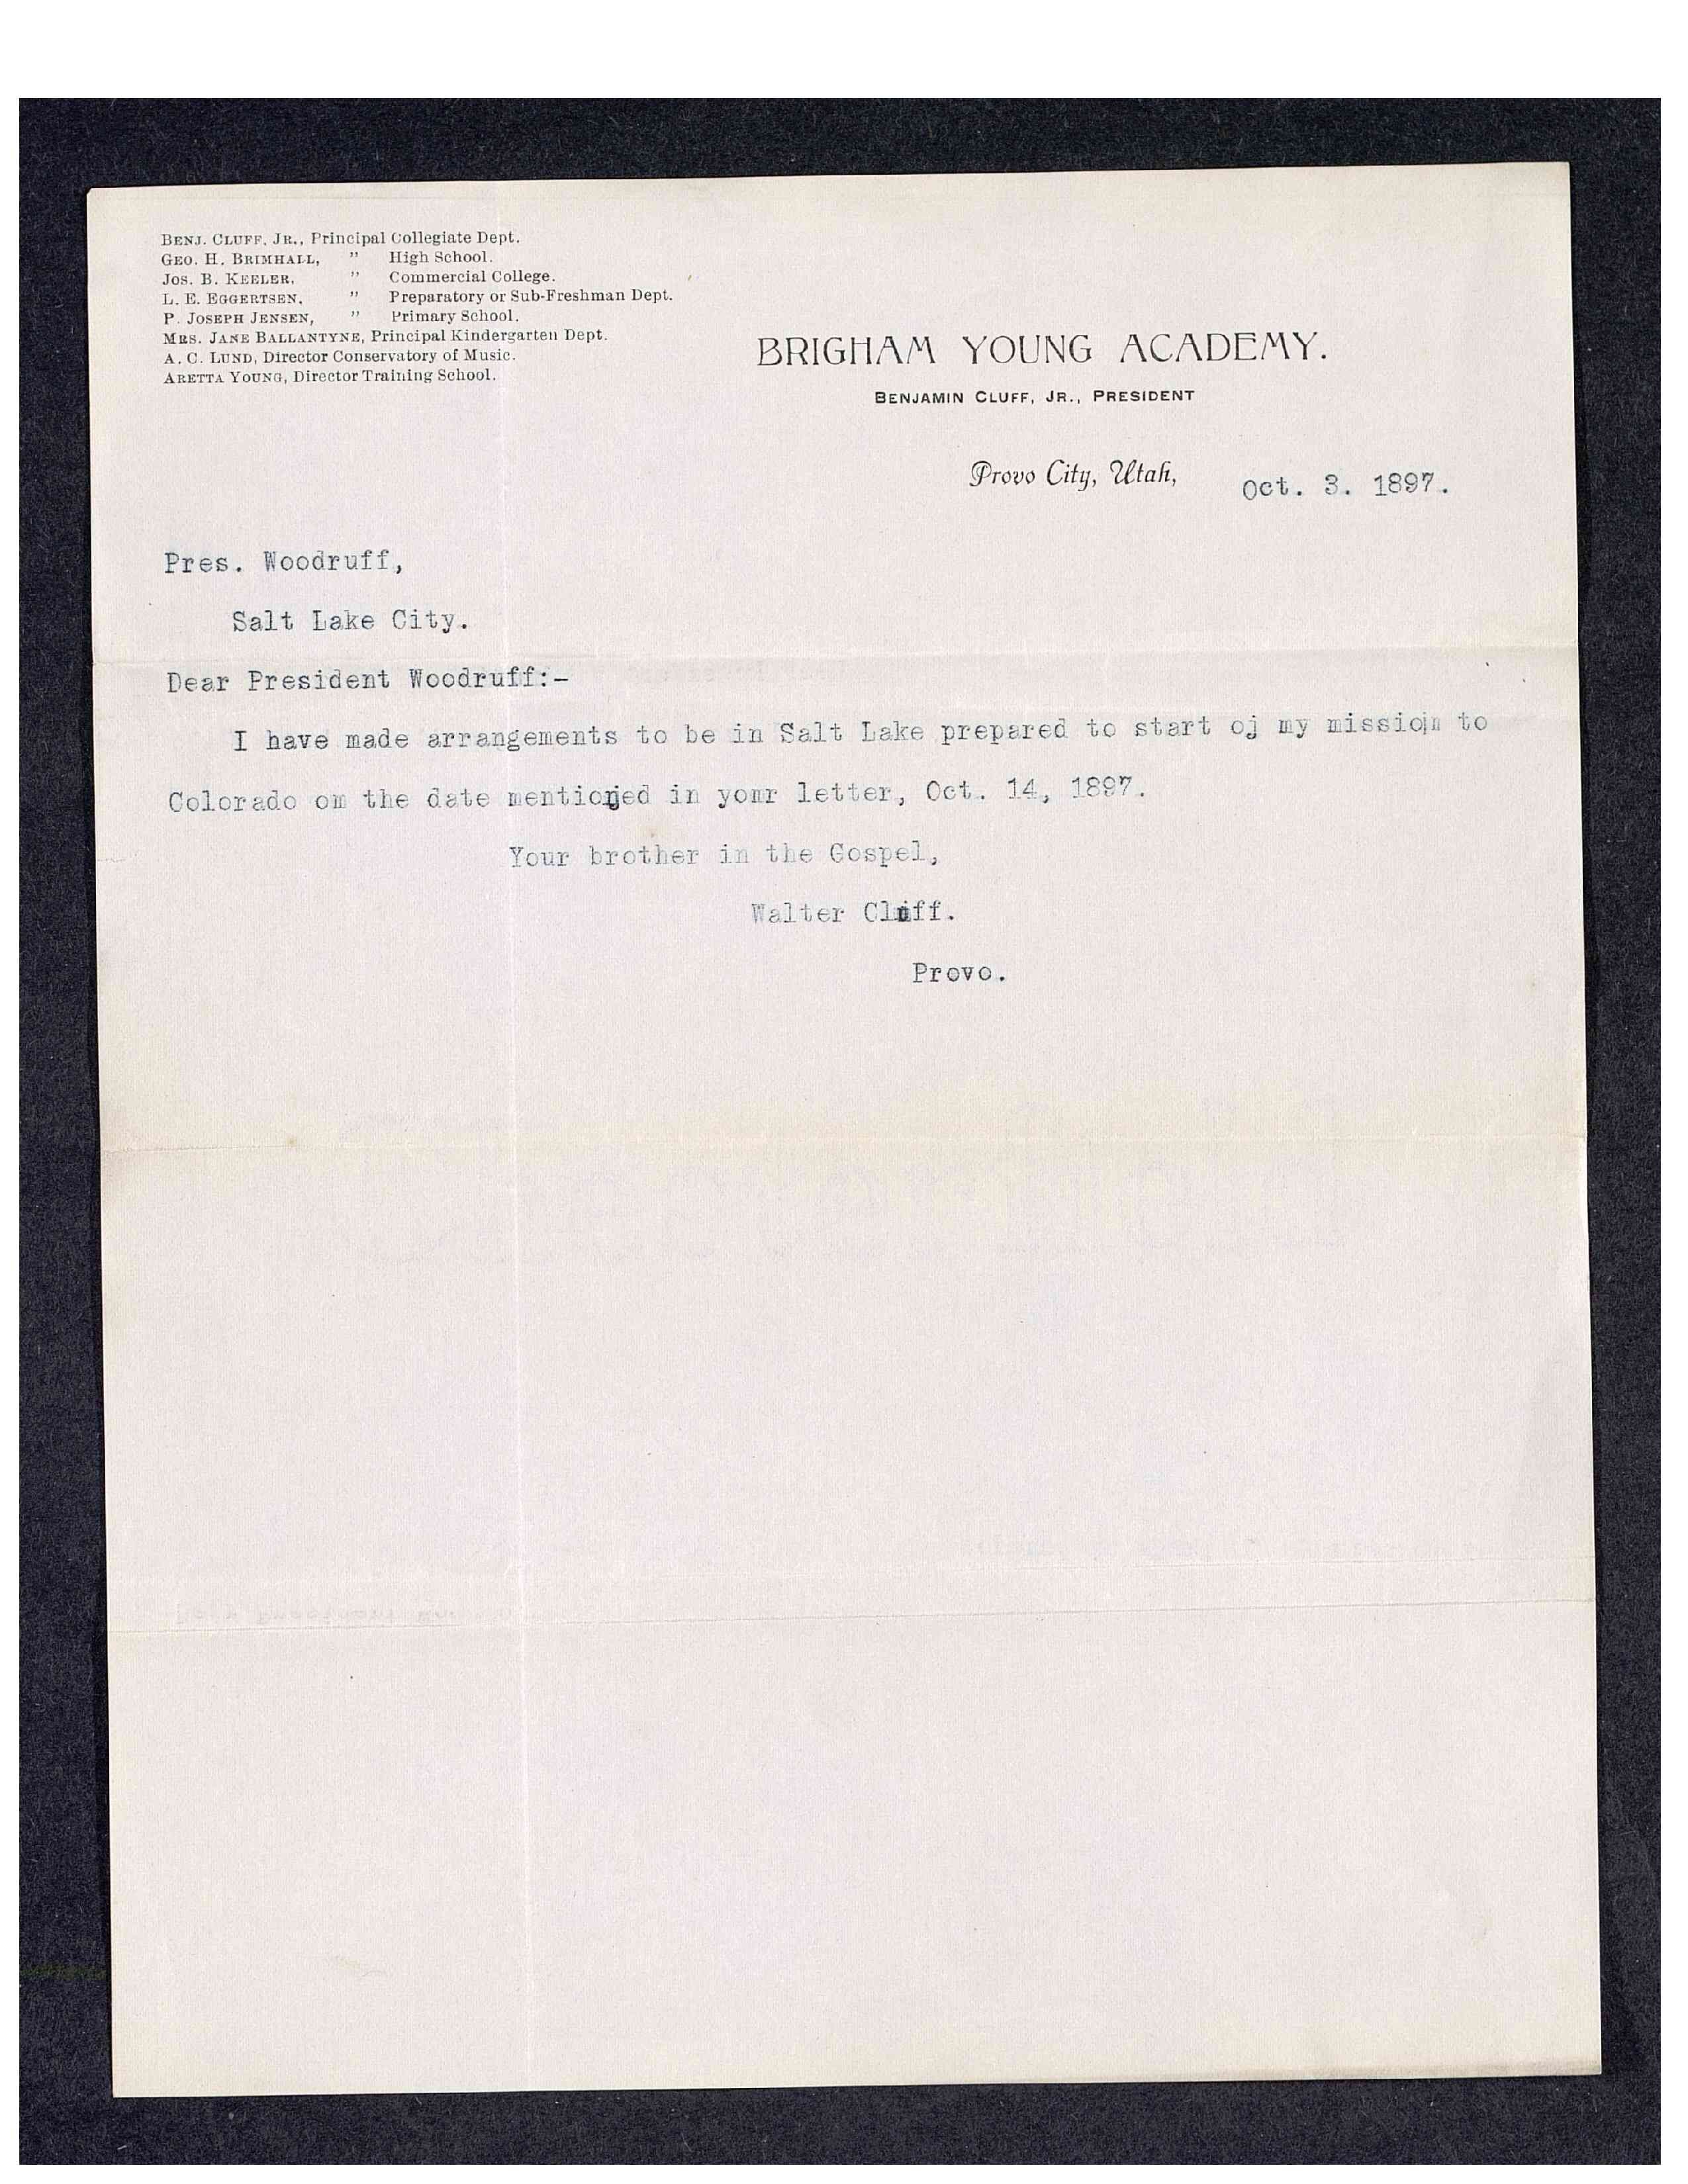 BENJ. CLUFF, JR., Principal Collegiate Dept.
GEO. H. BRIMHALL, " High School.
JOS. B. KEELER, " Commercial College.
L. E. EGGERTSEN, " Preparatory or Sub-Freshman Dept.
P. JOSEPH JENSEN, " Primary School.
MRS. JANE BALLANTYNE, Principal Kindergarten Dept.
A. C. LUND, Director Conservatory of Music.
ARETTA YOUNG, Director Training School.
BRIGHAM YOUNG ACADEMY.
BENJAMIN CLUFF, JR., PRESIDENT
Provo City, Utah, Oct. 3. 1897.
Pres. Woodruff,
Salt Lake City.
Dear President Woodruff:-
I have made arrangements to be in Salt Lake prepared to start oj my mission to
Colorado om the date mentioned in yomr letter, Oct. 14, 1897.
Your brother in the Gospel,
Walter Cluff.
Provo.